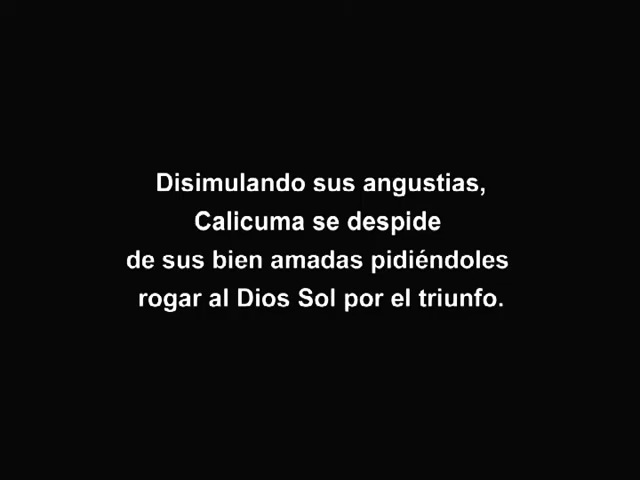 Disimulando sus angustias,
Calicuma se despide
de sus bien amadas pidiéndoles
rogar al Dios Sol por el triunfo.